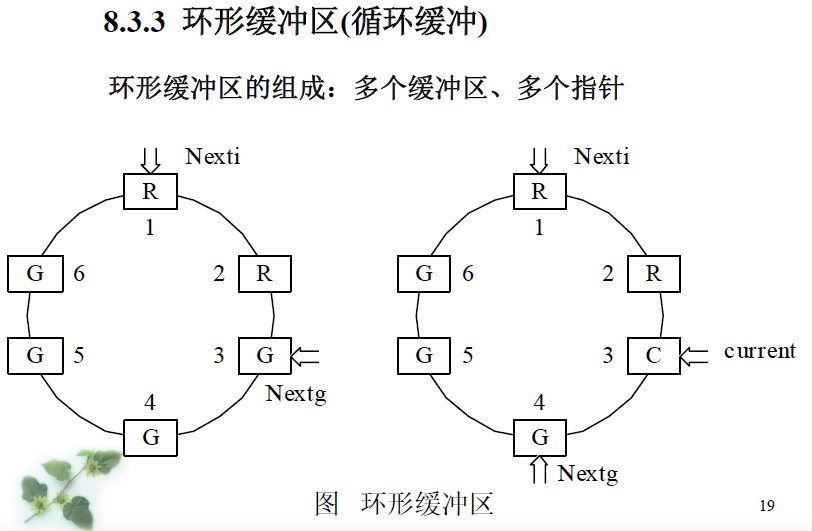 8.3.3 环形缓冲区(循环缓冲)
环形缓冲区的组成：多个缓冲区、多个指针
Nexti
R
1
G 6
2 R
G 5
3 G
Nextg
4
G
Nexti
R
1
G 6
2 R
G 5
3 C
current
4
G
Nextg
图 环形缓冲区
19